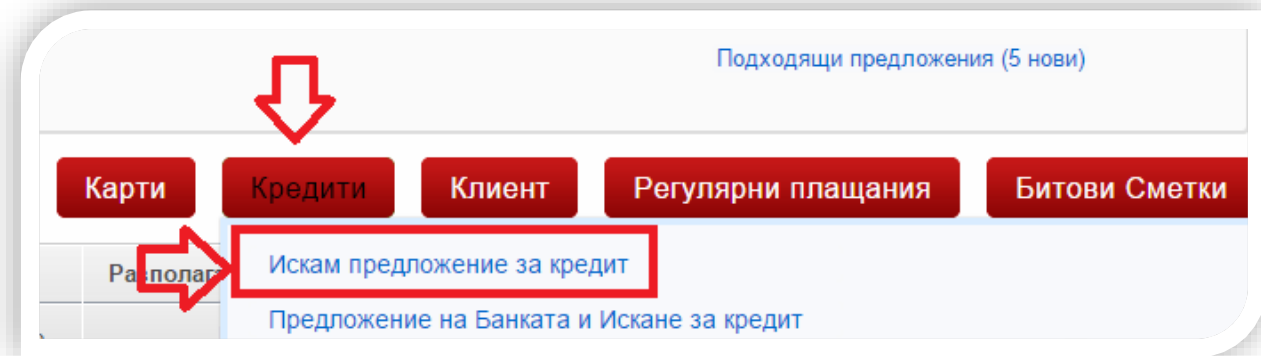 Подходящи предложения (5 нови)
Карти Кредити Клиент Регулярни плащания Битови Сметки
Искам предложение за кредит
Предложение на Банката и Искане за кредит